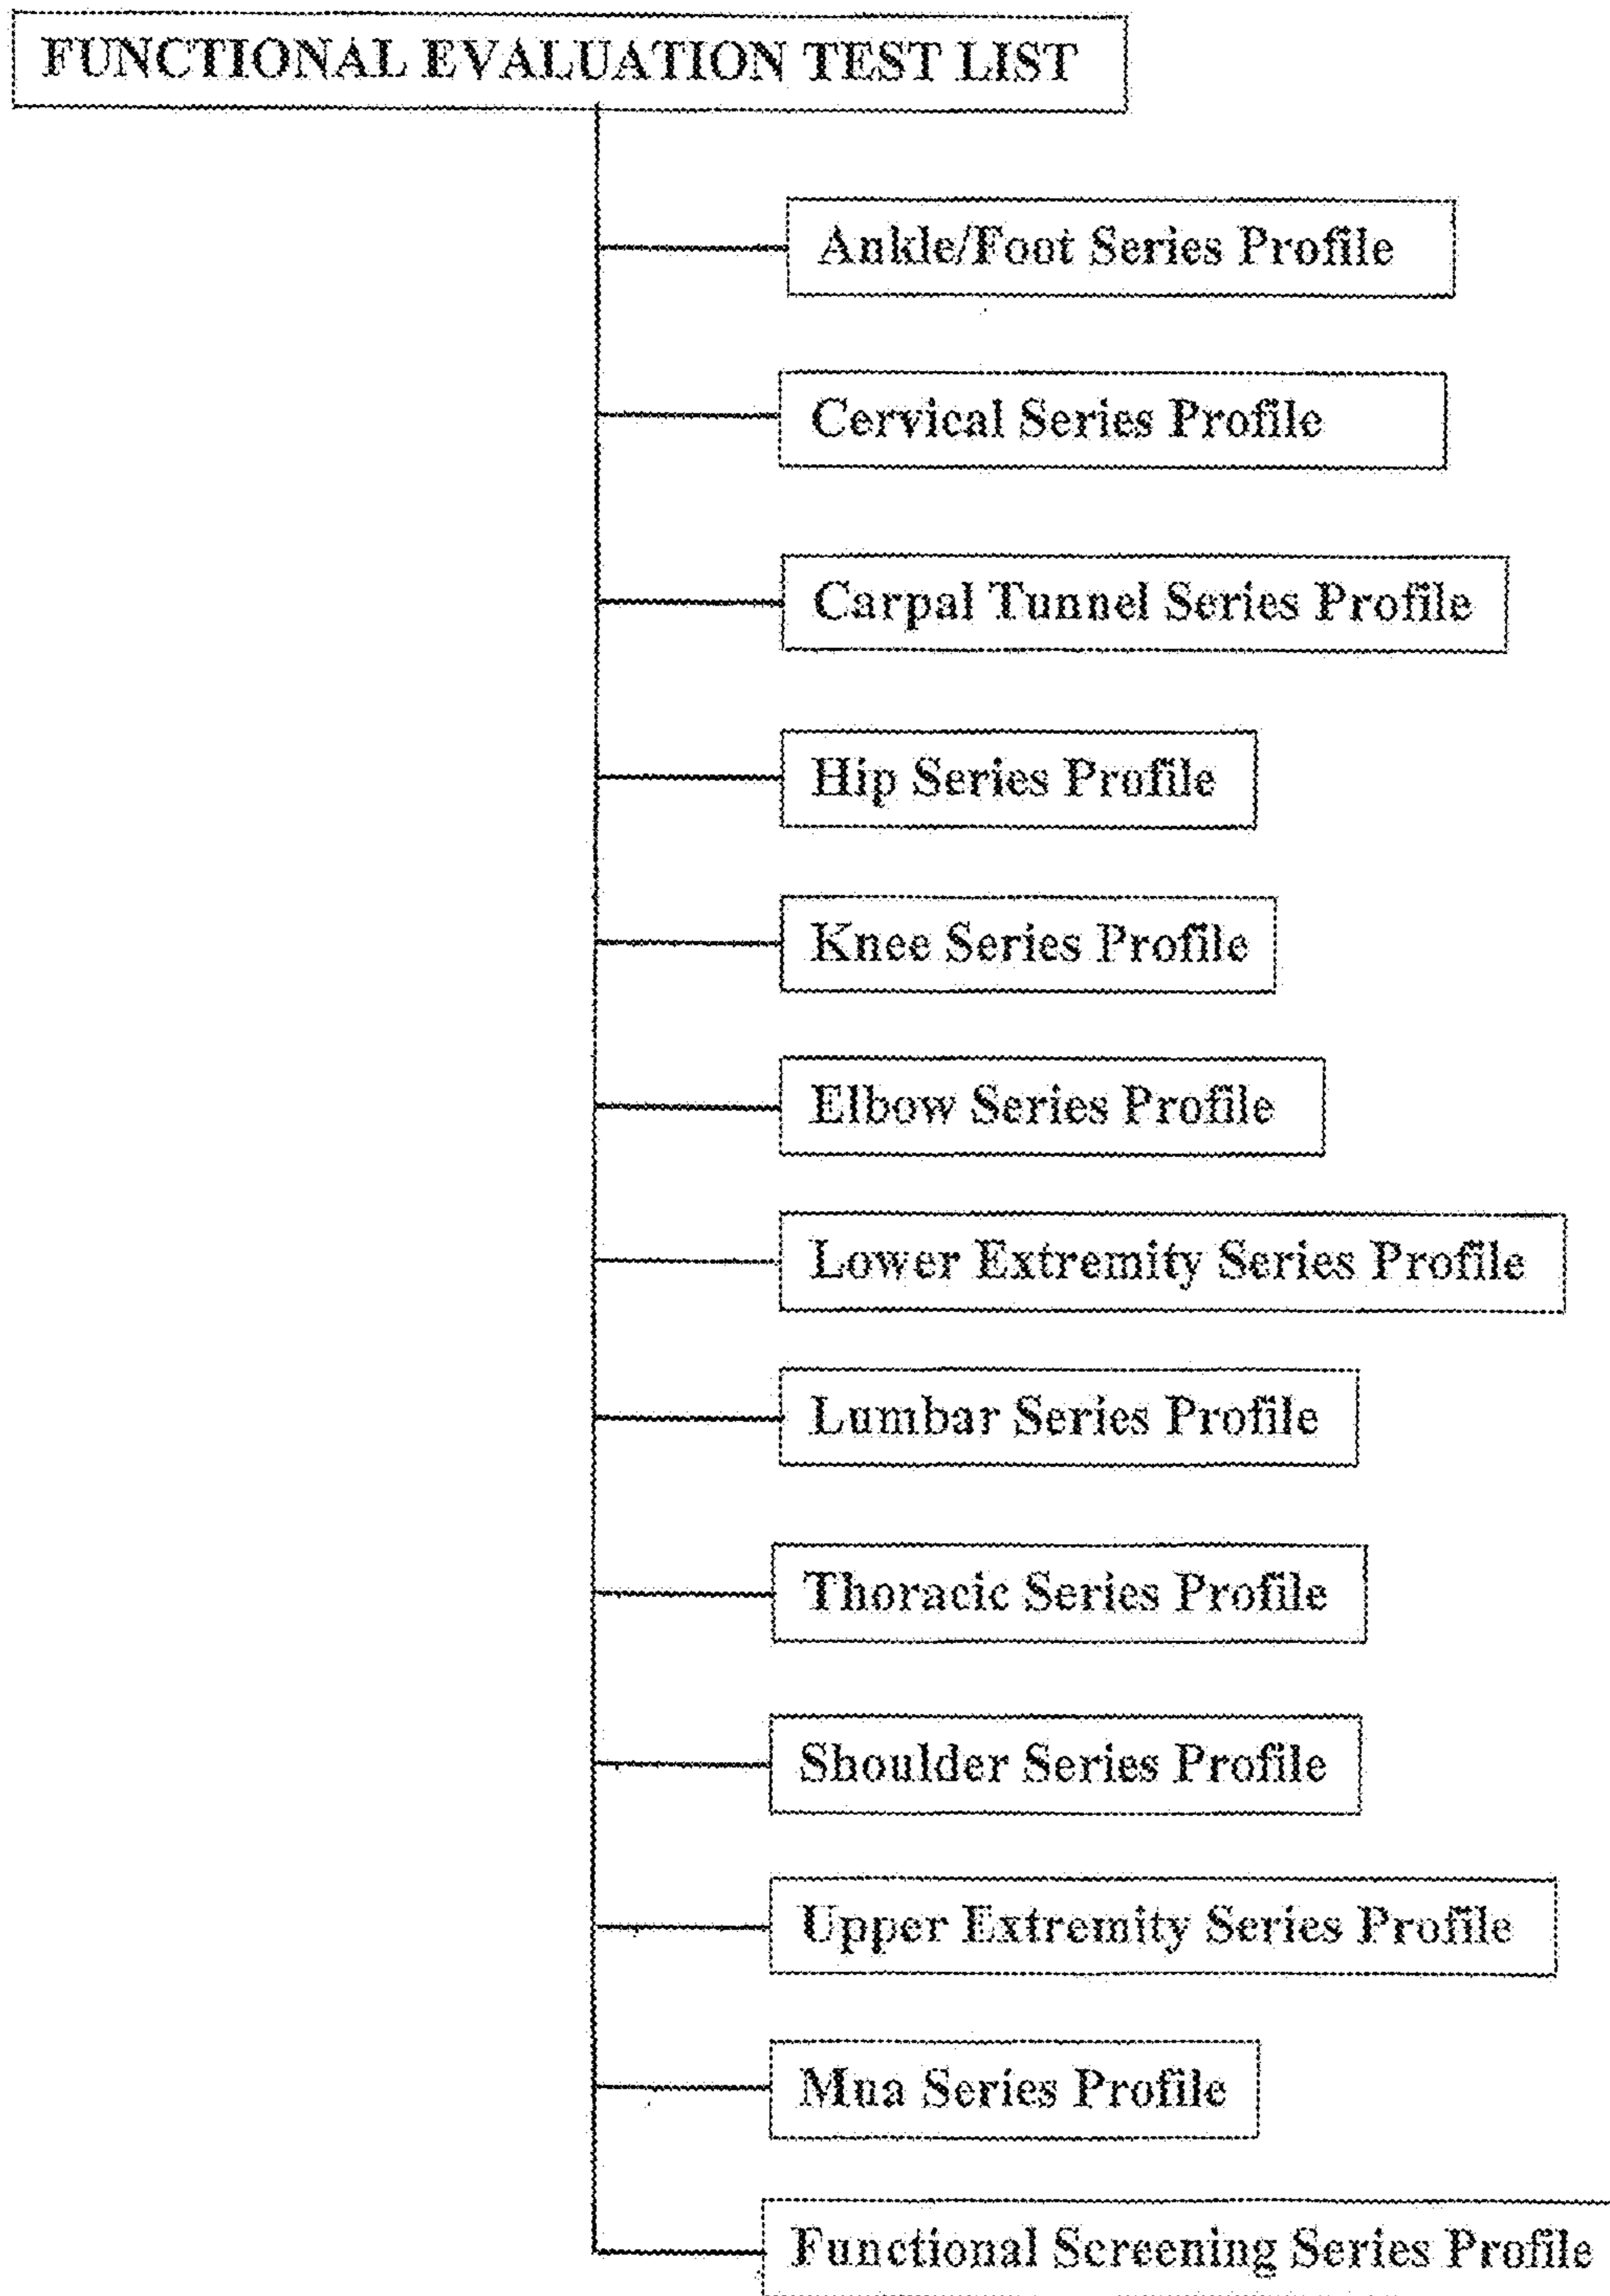 FUNCTIONAL EVALUATION TEST LIST
Ankle/Foot Series Profile
Cervical Series Profile
Carpal Tunnel Series Profile
Hip Series Profile
Knee Series Profile
Elbow Series Profile
Lower Extremity Series Profile
Lumbar Series Profile
Thoracic Series Profile
Shoulder Series Profile
Upper Extremity Series Profile
Mua Series Profile
Functional Screening Series Profile